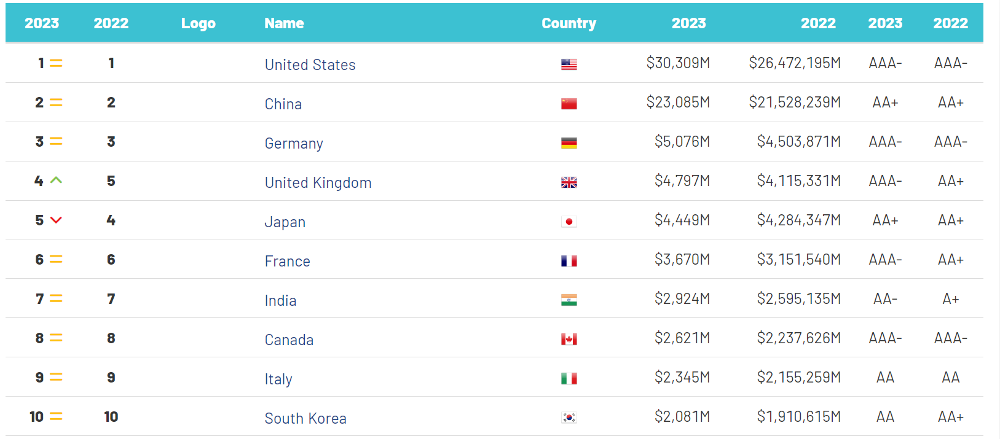 2023 2022 Logo Name Country 2023 2022 2023 2022
1 = 1 United States $30,309M $26,472,195M AAA- AAA-
2 = 2 China $23,085M $21,528,239M AA+ AA+
3 = 3 Germany $5,076M $4,503,871M AAA- AAA-
4 5 United Kingdom $4,797M $4,115,331M AAA- AA+
5 4 Japan $4,449M $4,284,347M AA+ AA+
6 = 6 France $3,670M $3,151,540M AAA- AA+
7 = 7 India $2,924M $2,595,135M AA- A+
8 = 8 Canada $2,621M $2,237,626M AAA- AAA-
9 = 9 Italy $2,345M $2,155,259M AA AA
10 = 10 South Korea $2,081M $1,910,615M AA AA+